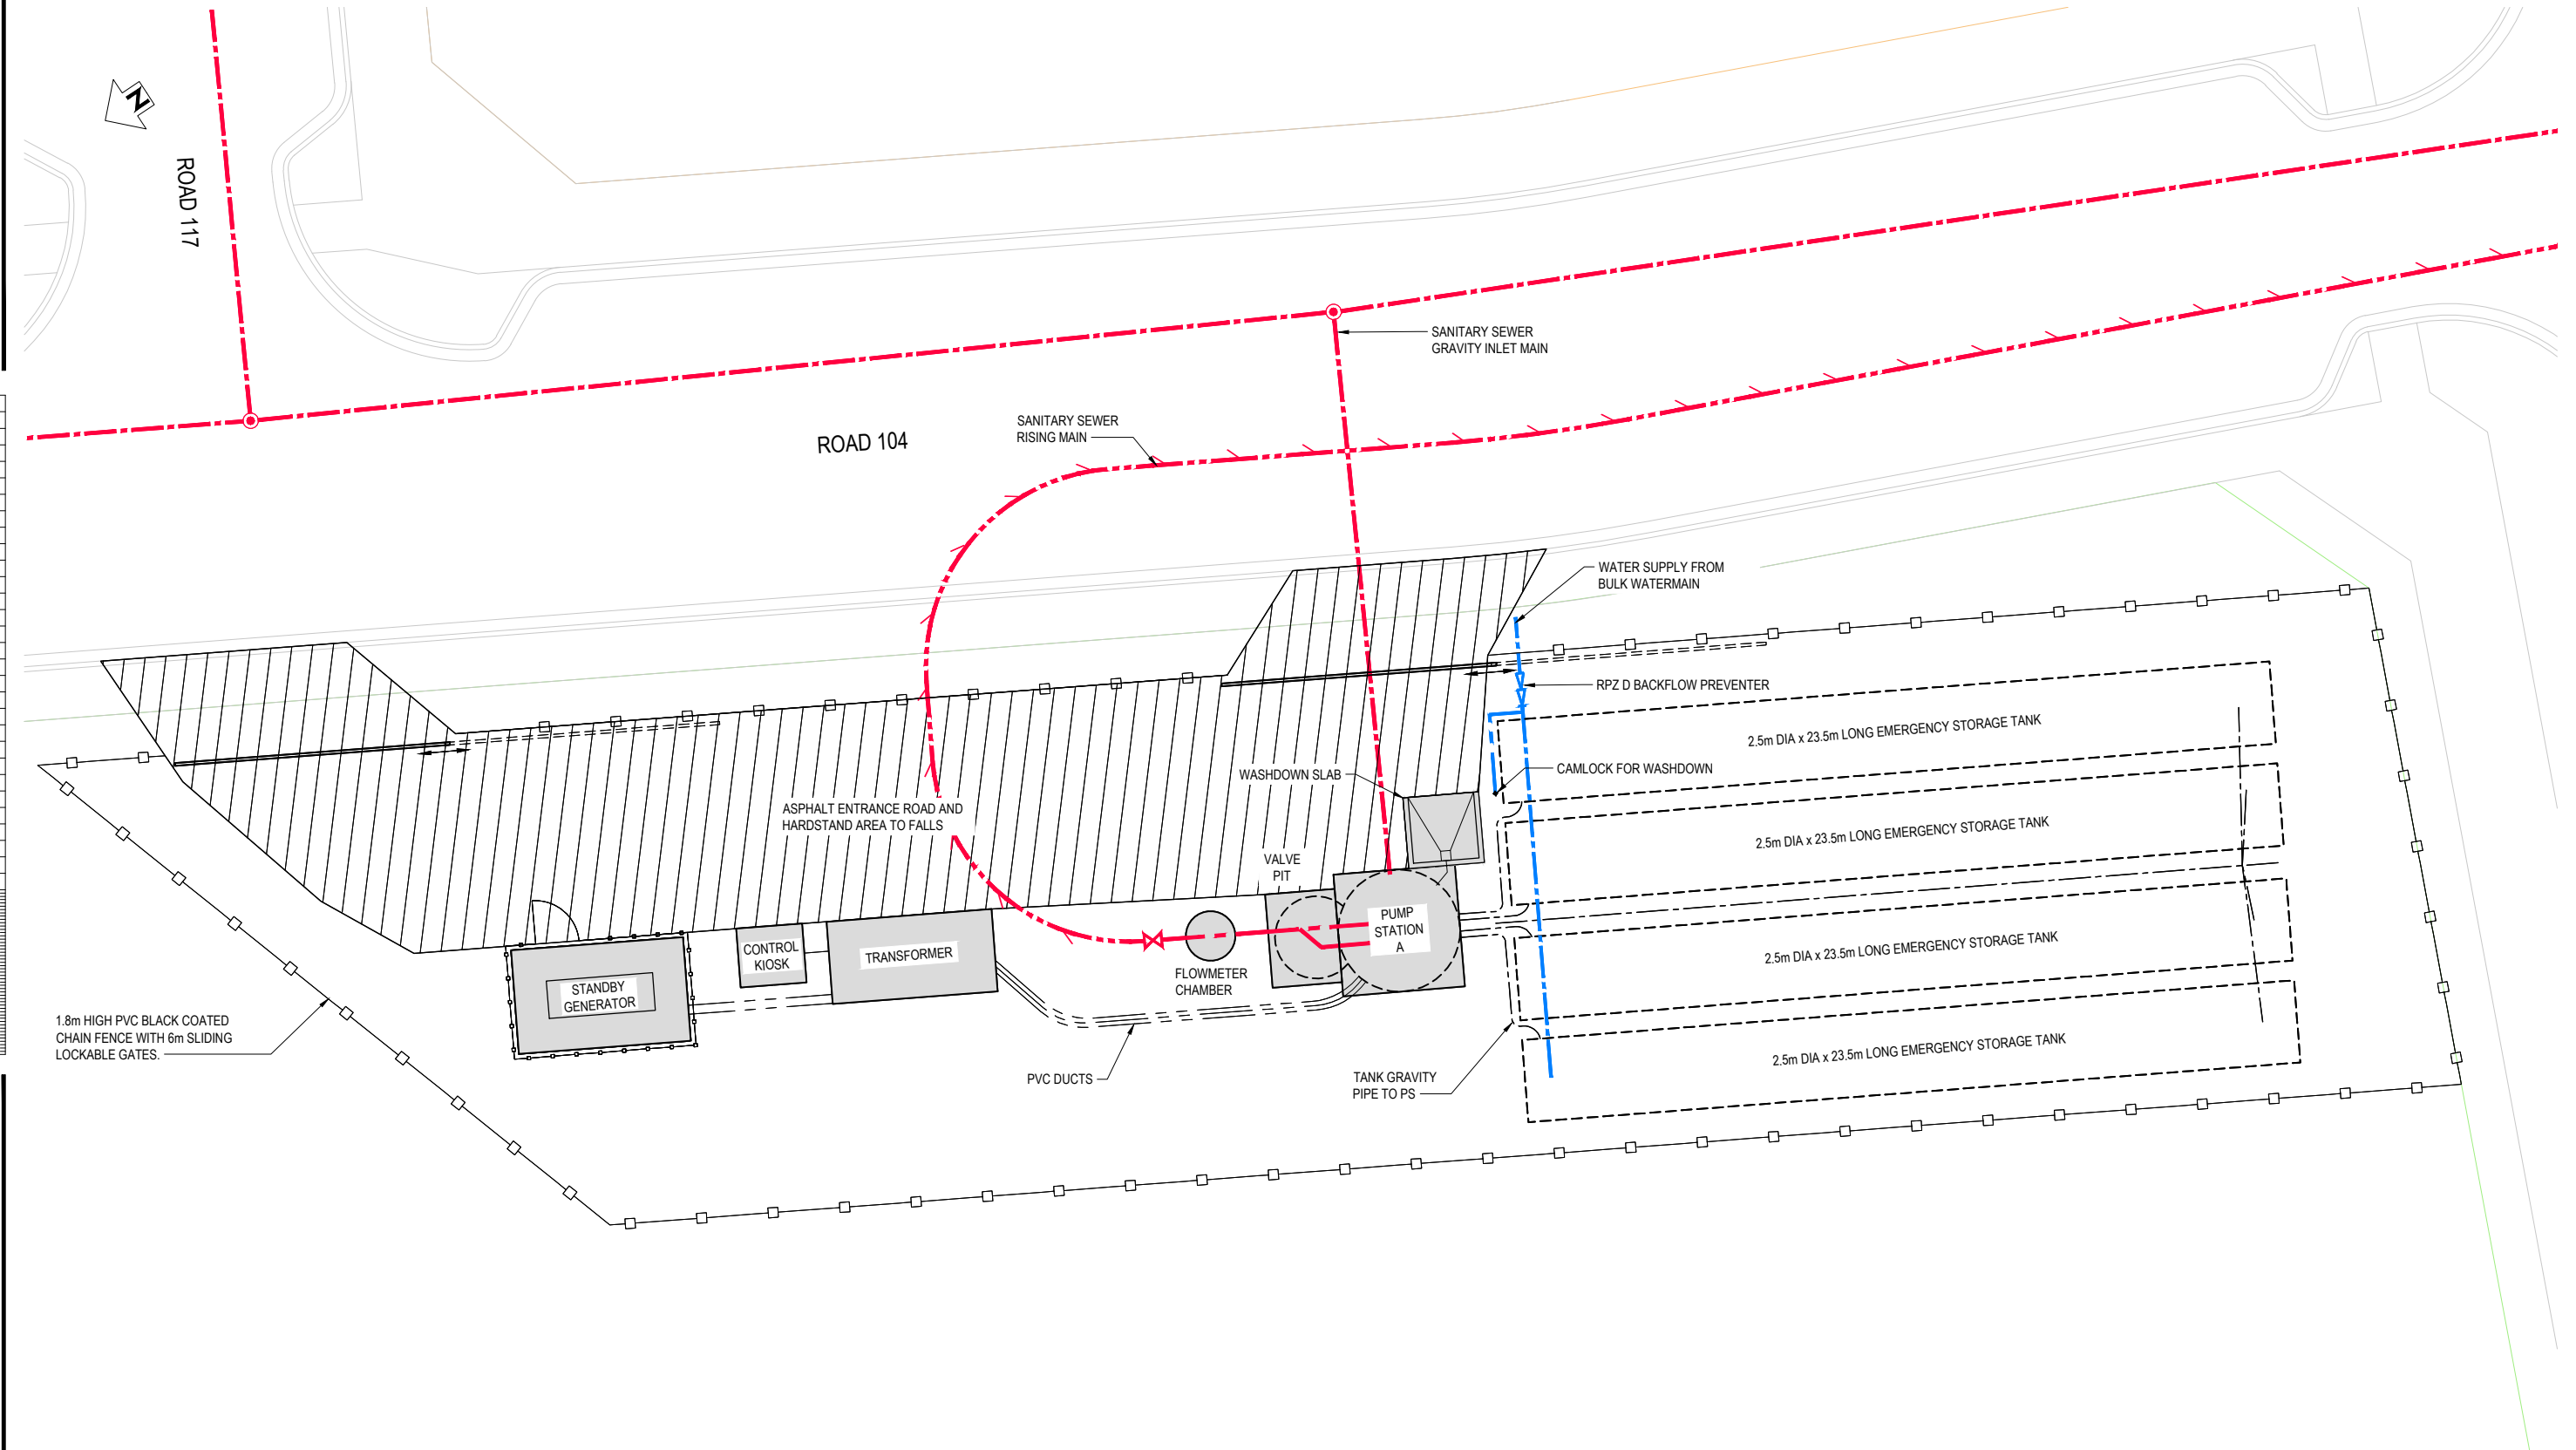 N
ROAD 117
SANITARY SEWER
GRAVITY INLET MAIN
SANITARY SEWER
RISING MAIN
ROAD 104
WATER SUPPLY FROM
BULK WATERMAIN
RPZ D BACKFLOW PREVENTER
2.5m DIA x 23.5m LONG EMERGENCY STORAGE TANK
WASHDOWN SLAB
CAMLOCK FOR WASHDOWN
ASPHALT ENTRANCE ROAD AND
HARDSTAND AREA TO FALLS
2.5m DIA x 23.5m LONG EMERGENCY STORAGE TANK
VALVE
PIT
PUMP
STATION
A
CONTROL
KIOSK
TRANSFORMER
2.5m DIA x 23.5m LONG EMERGENCY STORAGE TANK
FLOWMETER
CHAMBER
STANDBY
GENERATOR
1.8m HIGH PVC BLACK COATED
CHAIN FENCE WITH 6m SLIDING
LOCKABLE GATES.
2.5m DIA x 23.5m LONG EMERGENCY STORAGE TANK
PVC DUCTS
TANK GRAVITY
PIPE TO PS